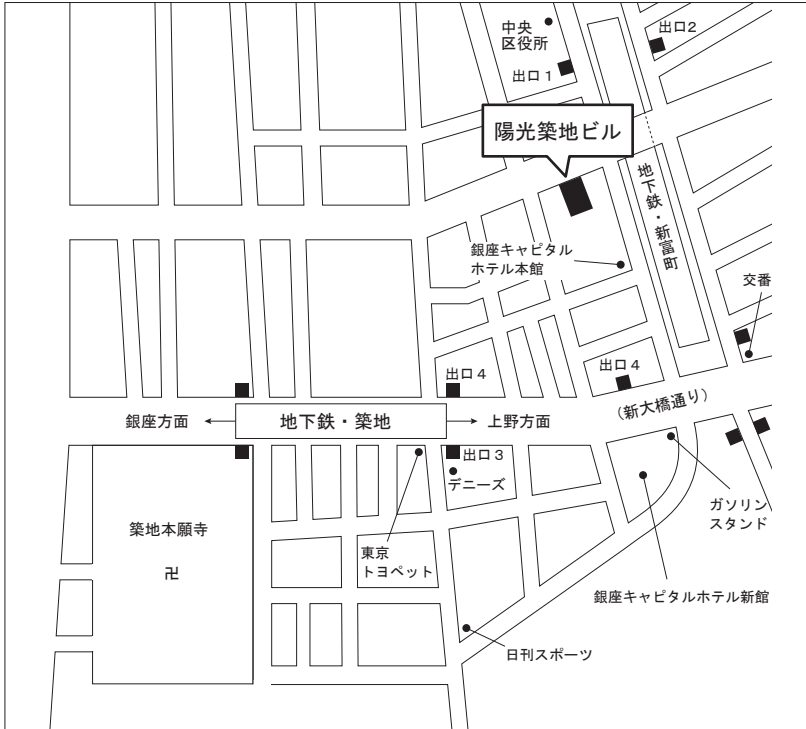 中央
区役所
出口2
出口1
陽光築地ビル
地下鉄・新富町
銀座キャピタル
ホテル本館
交番
出口4
出口4
(新大橋通り)
銀座方面
地下鉄・築地
上野方面
出口3
デニーズ
築地本願寺
卍
東京
トヨペット
ガソリン
スタンド
銀座キャピタルホテル新館
日刊スポーツ